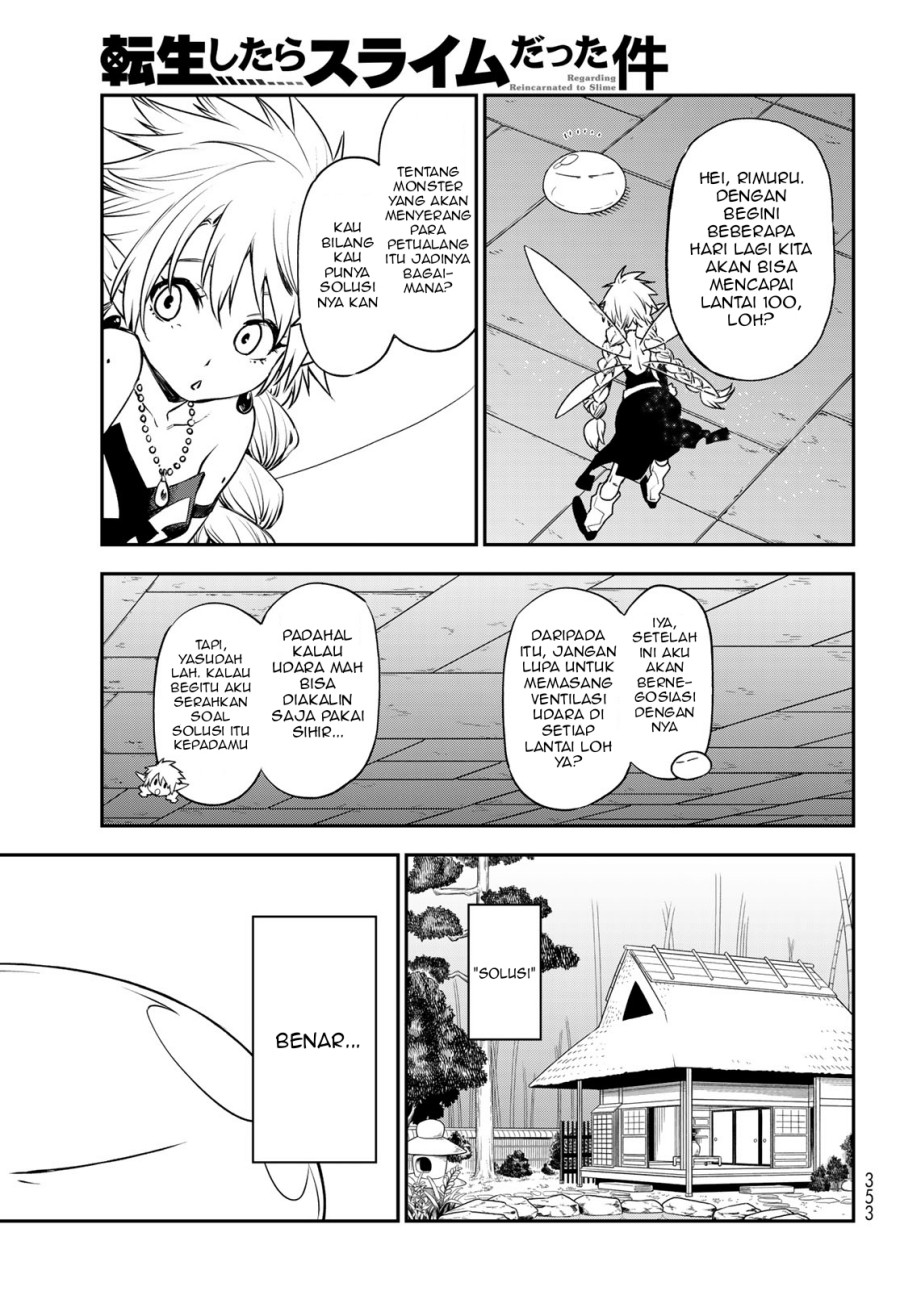 転生したらスライムだった件
Regarding
Reincarnated to Slime
HEI, RIMURU.
DENGAN
BEGINI
BEBERAPA
HARI LAGI KITA
AKAN BISA
MENCAPAI
LANTAI 100,
LOH?
TENTANG
MONSTER
YANG AKAN
MENYERANG
PARA
PETUALANG
ITU JADINYA
BAGAI-
MANA?
KAU
BILANG
KAU
PUNYA
SOLUSI
NYA KAN
IYA,
SETELAH
INI AKU
AKAN
BERNE-
GOSIASI
DENGAN
NYA
DARIPADA
ITU, JANGAN
LUPA UNTUK
MEMASANG
VENTILASI
UDARA DI
SETIAP
LANTAI LOH
YA?
PADAHAL
KALAU
UDARA MAH
BISA
DIAKALIN
SAJA PAKAI
SIHIR...
TAPI,
YASUDAH
LAH. KALAU
BEGITU AKU
SERAHKAN
SOAL
SOLUSI ITU
KEPADAMU
"SOLUSI"
BENAR...
353